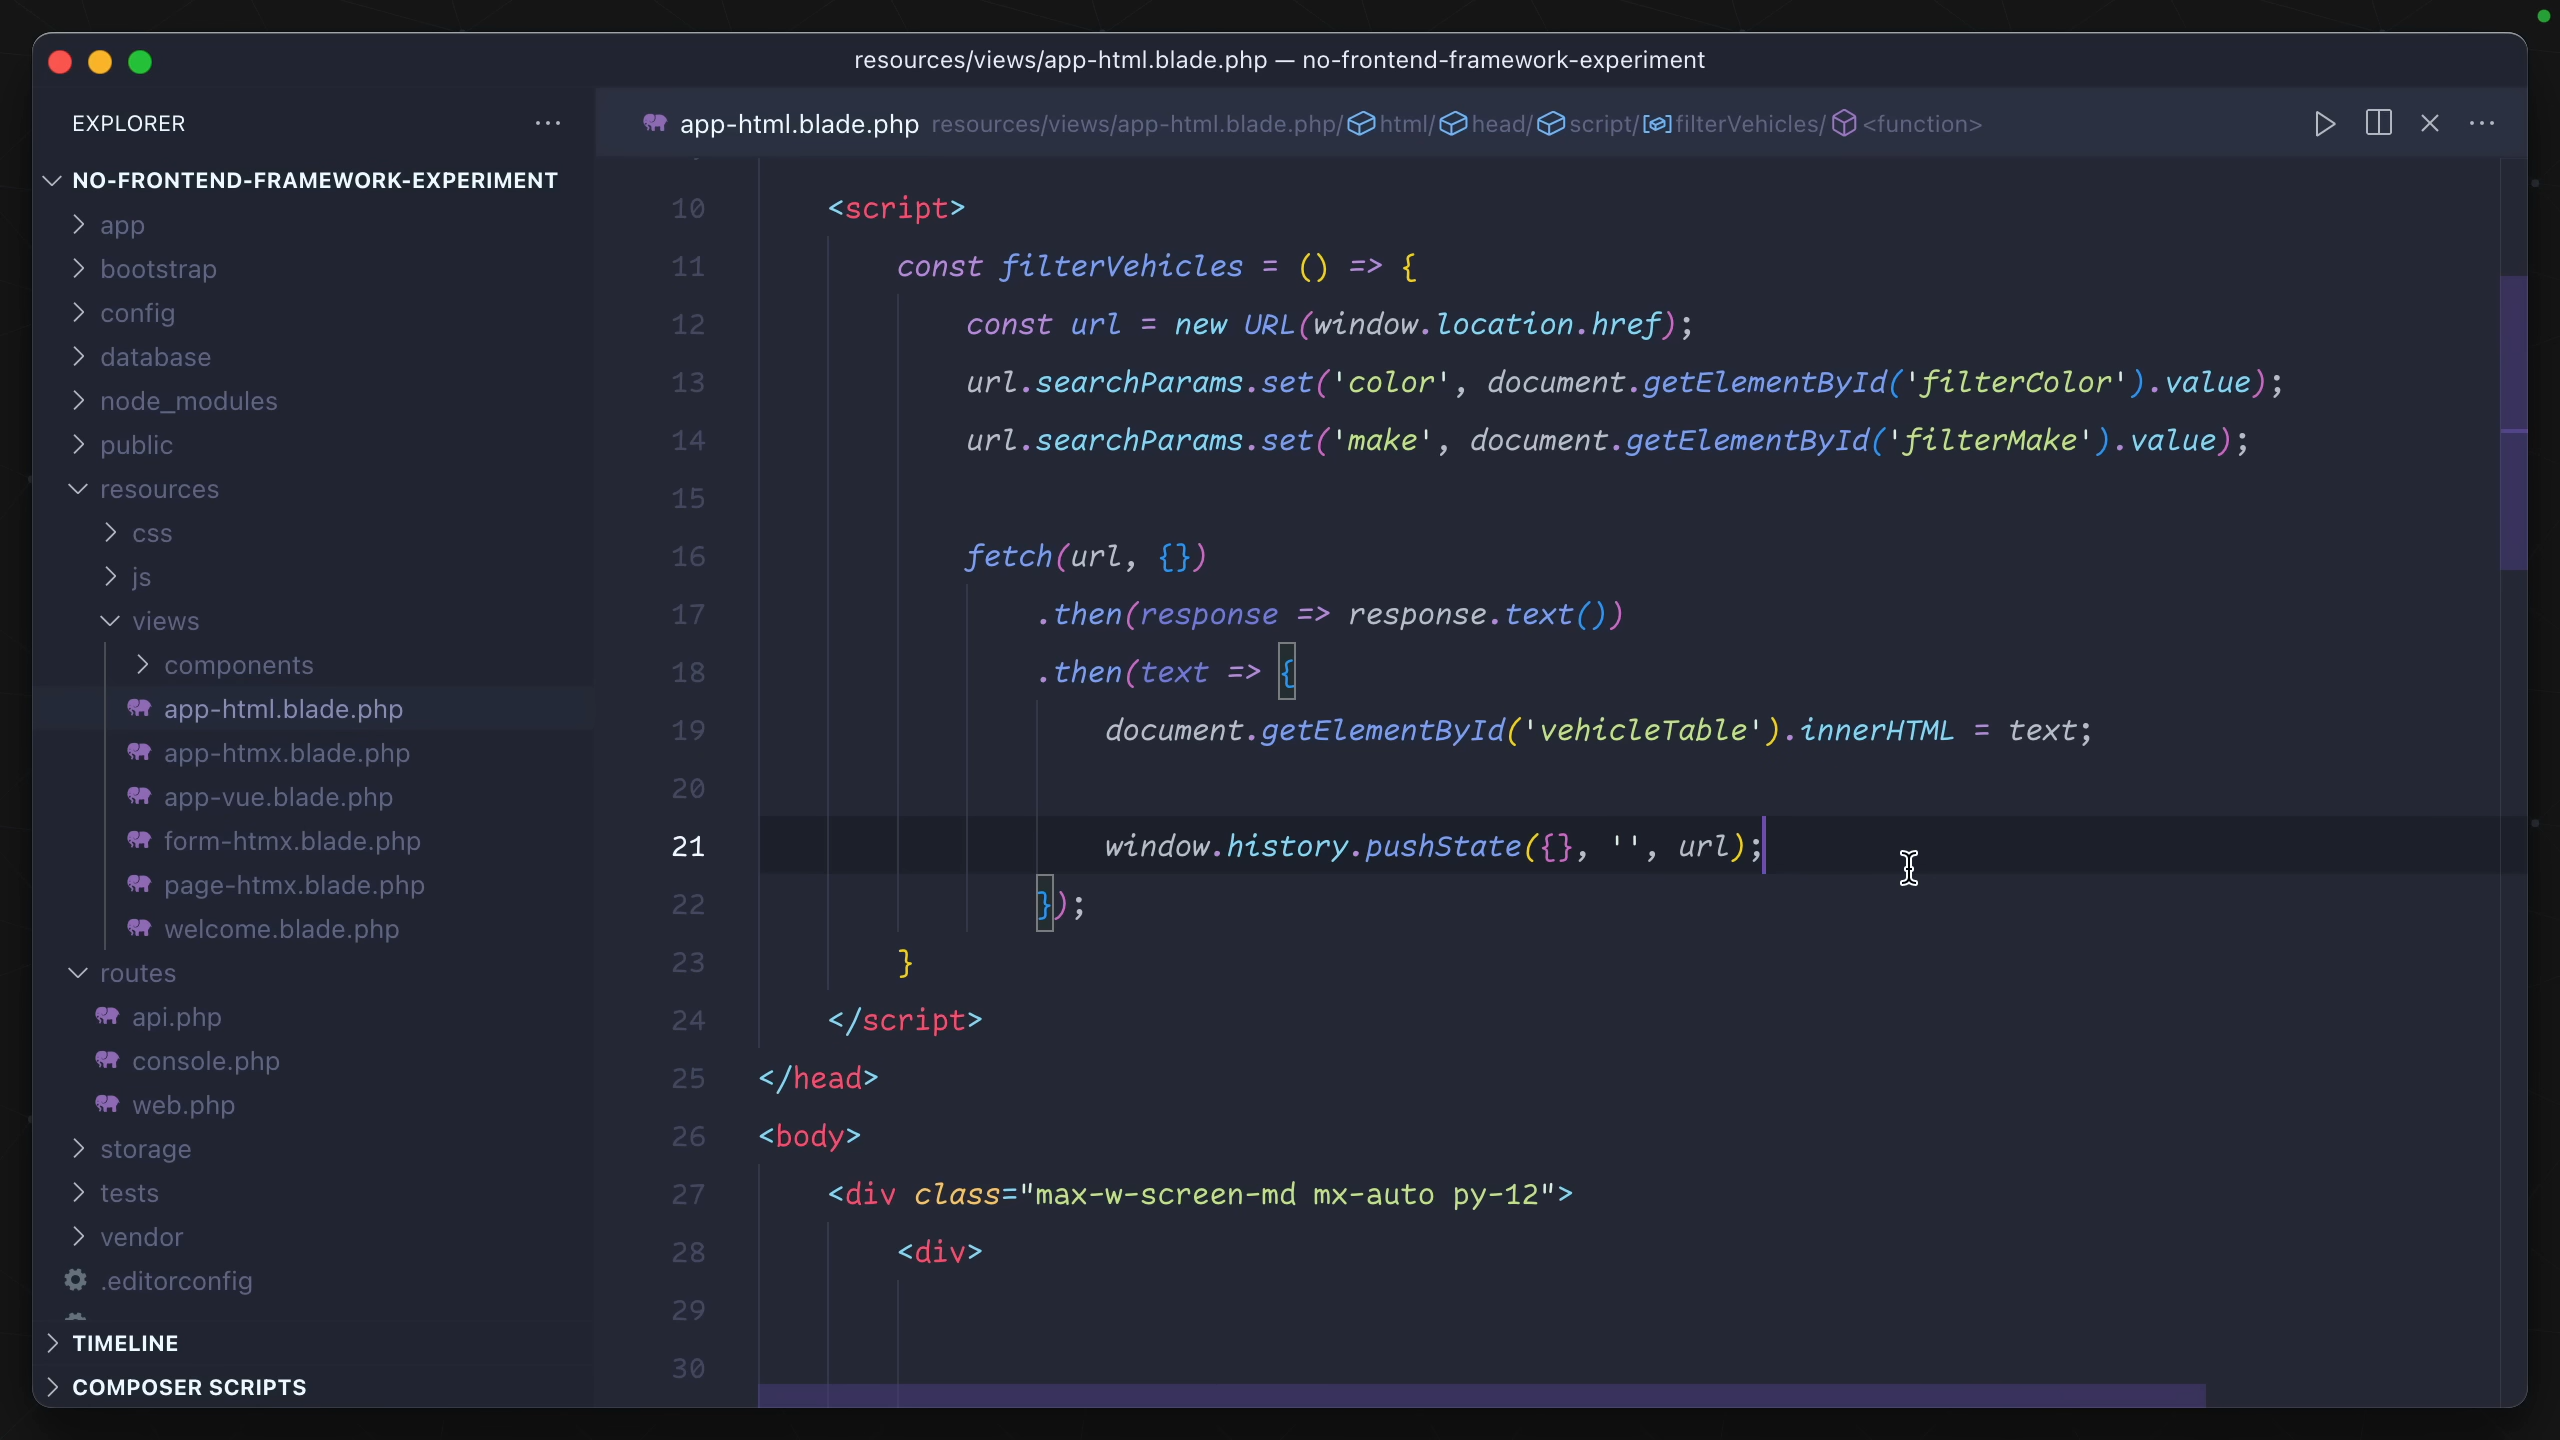 resources/views/app-html.blade.php — no-frontend-framework-experiment
EXPLORER
NO-FRONTEND-FRAMEWORK-EXPERIMENT
app
bootstrap
config
database
node_modules
public
resources
css
js
views
components
app-html.blade.php
app-htmx.blade.php
app-vue.blade.php
form-htmx.blade.php
page-htmx.blade.php
welcome.blade.php
routes
api.php
console.php
web.php
storage
tests
vendor
.editorconfig
TIMELINE
COMPOSER SCRIPTS
app-html.blade.php resources/views/app-html.blade.php/ html/ head/ script/ filterVehicles/ <function>
10 <script>
11 const filterVehicles = () => {
12 const url = new URL(window.location.href);
13 url.searchParams.set('color', document.getElementById('filterColor').value);
14 url.searchParams.set('make', document.getElementById('filterMake').value);
15
16 fetch(url, {})
17 .then(response => response.text())
18 .then(text => {
19 document.getElementById('vehicleTable').innerHTML = text;
20
21 window.history.pushState({}, '', url);
22 });
23 }
24 </script>
25 </head>
26 <body>
27 <div class="max-w-screen-md mx-auto py-12">
28 <div>
29
30